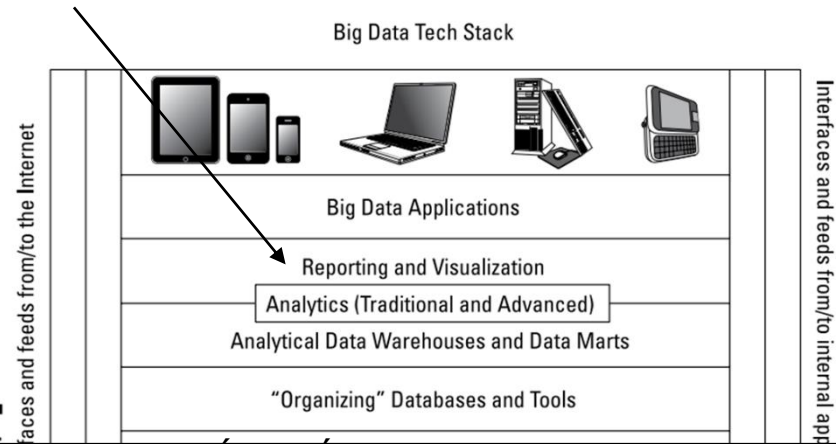 Big Data Tech Stack
Big Data Applications
Reporting and Visualization
Analytics (Traditional and Advanced)
Analytical Data Warehouses and Data Marts
“Organizing” Databases and Tools
faces and feeds from/to the Internet
Interfaces and feeds from/to internal app